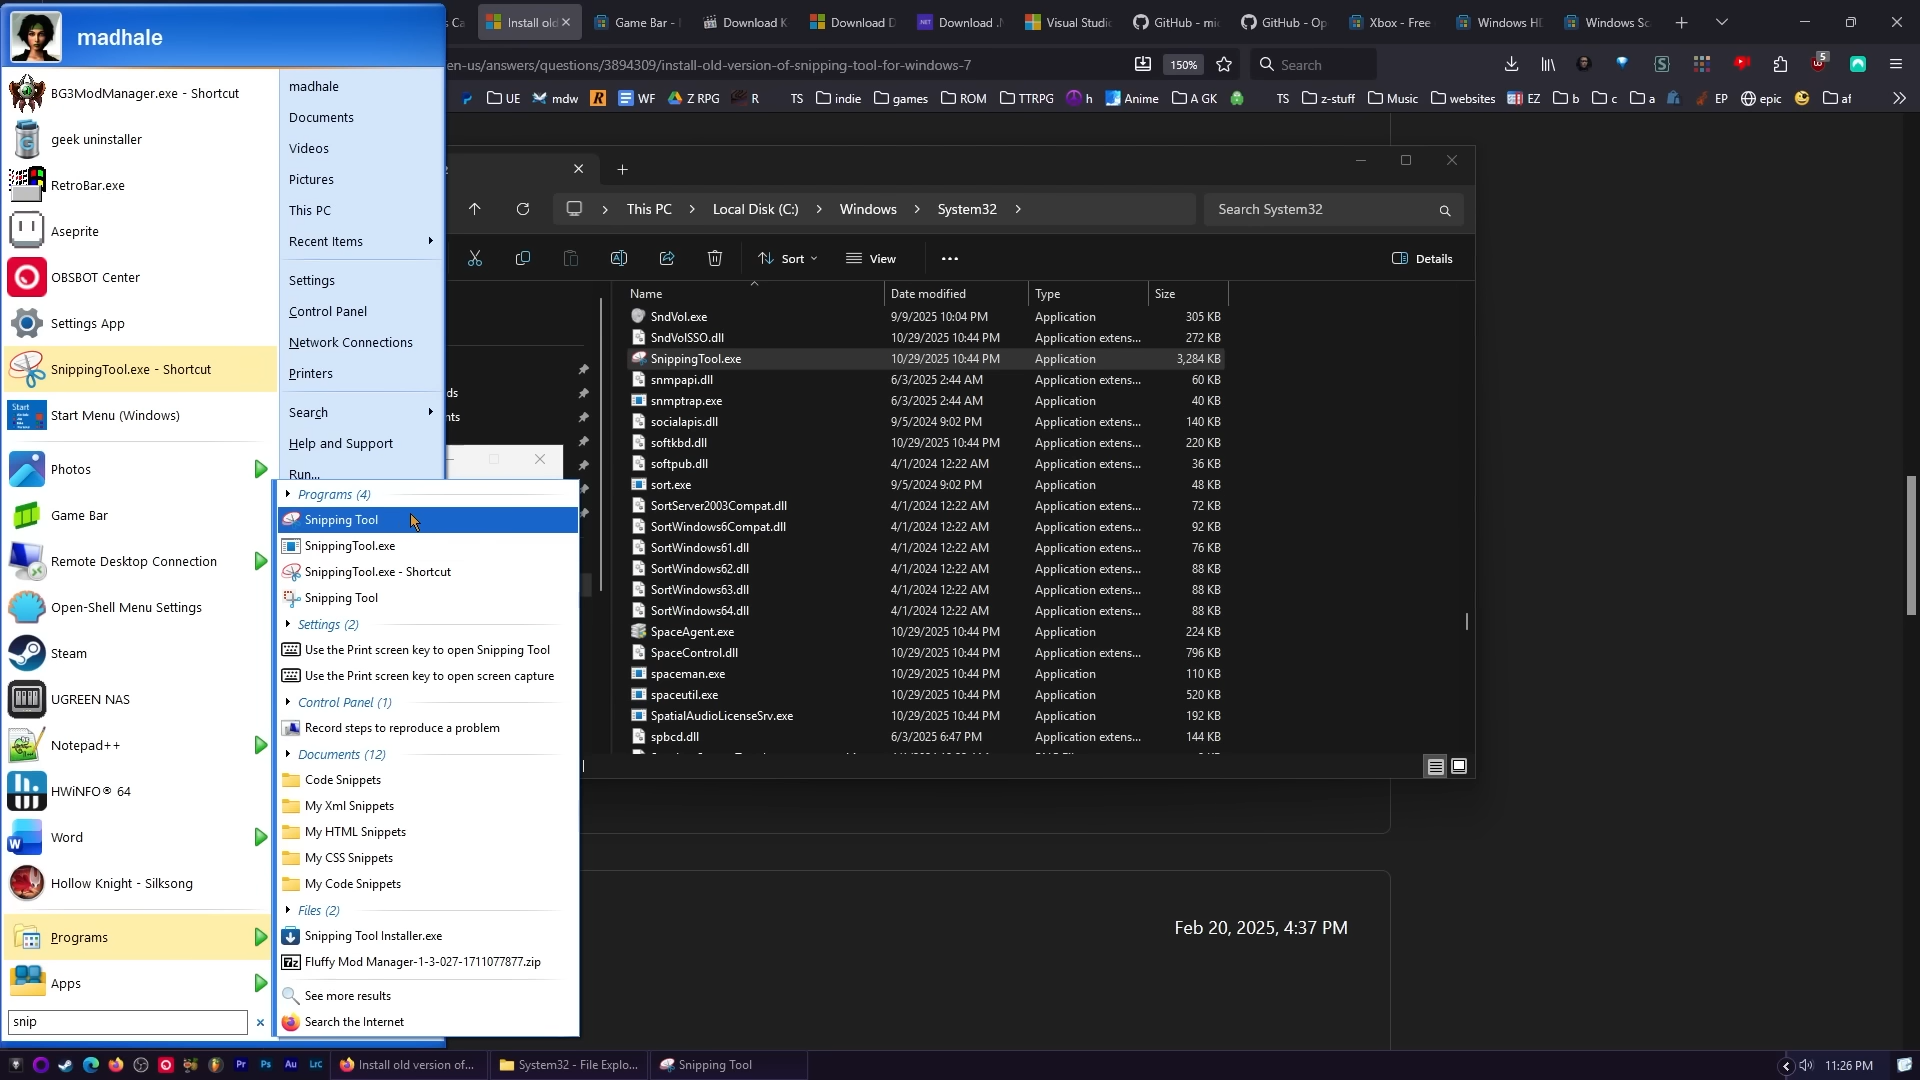 madhale
BG3ModManager.exe - Shortcut
geek uninstaller
RetroBar.exe
Aseprite
OBSBOT Center
Settings App
SnippingTool.exe - Shortcut
Start Menu (Windows)
Photos
Game Bar
Remote Desktop Connection
Open-Shell Menu Settings
Steam
UGREEN NAS
Notepad++
HWiNFO® 64
Word
Hollow Knight - Silksong
Programs
Apps
snip
madhale
Documents
Videos
Pictures
This PC
Recent Items
Settings
Control Panel
Network Connections
Printers
Search
Help and Support
Run...
Programs (4)
Snipping Tool
SnippingTool.exe
SnippingTool.exe - Shortcut
Snipping Tool
Settings (2)
Use the Print screen key to open Snipping Tool
Use the Print screen key to open screen capture
Control Panel (1)
Record steps to reproduce a problem
Documents (12)
Code Snippets
My Xml Snippets
My HTML Snippets
My CSS Snippets
My Code Snippets
Files (2)
Snipping Tool Installer.exe
Fluffy Mod Manager-1-3-027-1711077877.zip
See more results
Search the Internet
Install old
Game Bar -
Download K
Download D
Download .N
Visual Studi
GitHub - mi
GitHub - Op
Xbox - Free
Windows HD
Windows Sc
en-us/answers/questions/3894309/install-old-version-of-snipping-tool-for-windows-7
150%
Search
5
UE
mdw
WF
Z RPG
R
TS
indie
games
ROM
TTRPG
h
Anime
A GK
TS
z-stuff
Music
websites
EZ
b
c
a
EP
epic
af
This PC
Local Disk (C:)
Windows
System32
Search System32
Sort
View
Details
Name Date modified Type Size
SndVol.exe 9/9/2025 10:04 PM Application 305 KB
SndVolSSO.dll 10/29/2025 10:44 PM Application extens... 272 KB
SnippingTool.exe 10/29/2025 10:44 PM Application 3,284 KB
snmpapi.dll 6/3/2025 2:44 AM Application extens... 60 KB
snmptrap.exe 6/3/2025 2:44 AM Application 40 KB
socialapis.dll 9/5/2024 9:02 PM Application extens... 140 KB
softkbd.dll 10/29/2025 10:44 PM Application extens... 220 KB
softpub.dll 4/1/2024 12:22 AM Application extens... 36 KB
sort.exe 9/5/2024 9:02 PM Application 48 KB
SortServer2003Compat.dll 4/1/2024 12:22 AM Application extens... 72 KB
SortWindows6Compat.dll 4/1/2024 12:22 AM Application extens... 92 KB
SortWindows61.dll 4/1/2024 12:22 AM Application extens... 76 KB
SortWindows62.dll 4/1/2024 12:22 AM Application extens... 88 KB
SortWindows63.dll 4/1/2024 12:22 AM Application extens... 88 KB
SortWindows64.dll 4/1/2024 12:22 AM Application extens... 88 KB
SpaceAgent.exe 10/29/2025 10:44 PM Application 224 KB
SpaceControl.dll 10/29/2025 10:44 PM Application extens... 796 KB
spaceman.exe 10/29/2025 10:44 PM Application 110 KB
spaceutil.exe 10/29/2025 10:44 PM Application 520 KB
SpatialAudioLicenseSrv.exe 10/29/2025 10:44 PM Application 192 KB
spbcd.dll 6/3/2025 6:47 PM Application extens... 144 KB
Feb 20, 2025, 4:37 PM
Install old version of...
System32 - File Explo...
Snipping Tool
11:26 PM